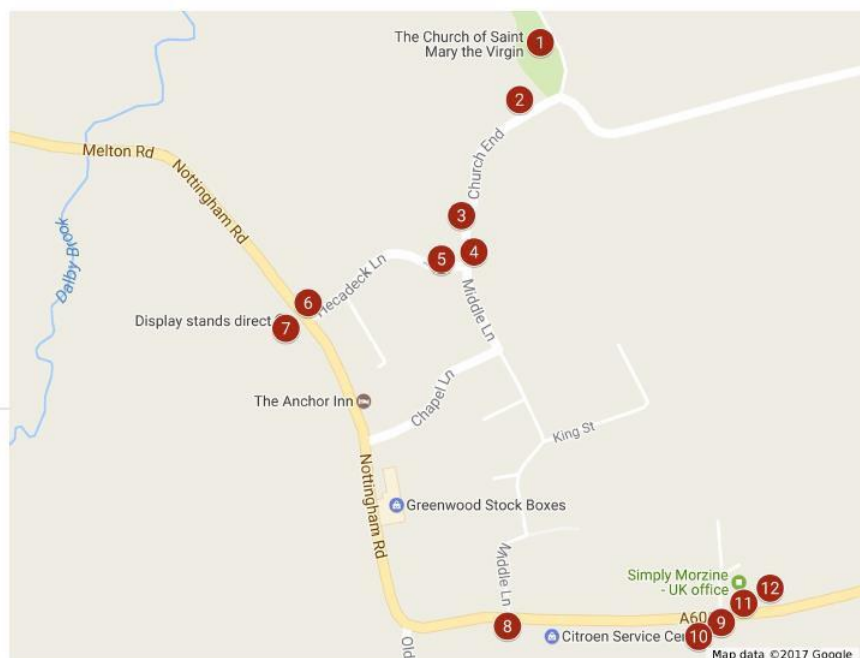 The Church of Saint
Mary the Virgin
1
2
Church End
Melton Rd
Nottingham Rd
Dalby Brook
3
4
5
Hecadeck Ln
Middle Ln
6
Display stands direct
7
The Anchor Inn
Chapel Ln
King St
Nottingham Rd
Greenwood Stock Boxes
Middle Ln
Simply Morzine
- UK office
12
11
A60
9
8
Citroen Service Cen
10
Old
Map data ©2017 Google